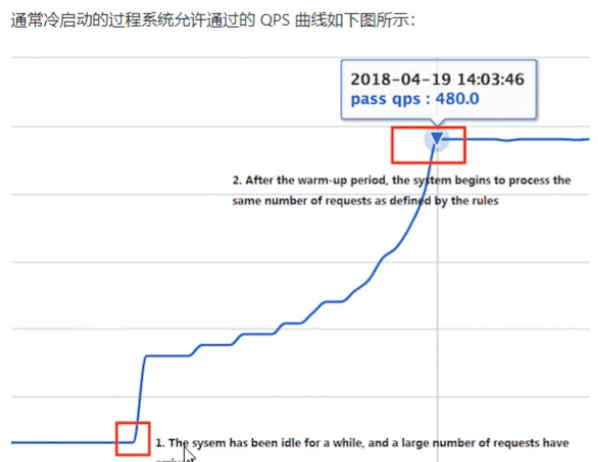 通常冷启动的过程系统允许通过的 QPS 曲线如下图所示：
2018-04-19 14:03:46
pass qps : 480.0
2. After the warm-up period, the system begins to process the
same number of requests as defined by the rules
1. The sysem has been idle for a while, and a large number of requests have